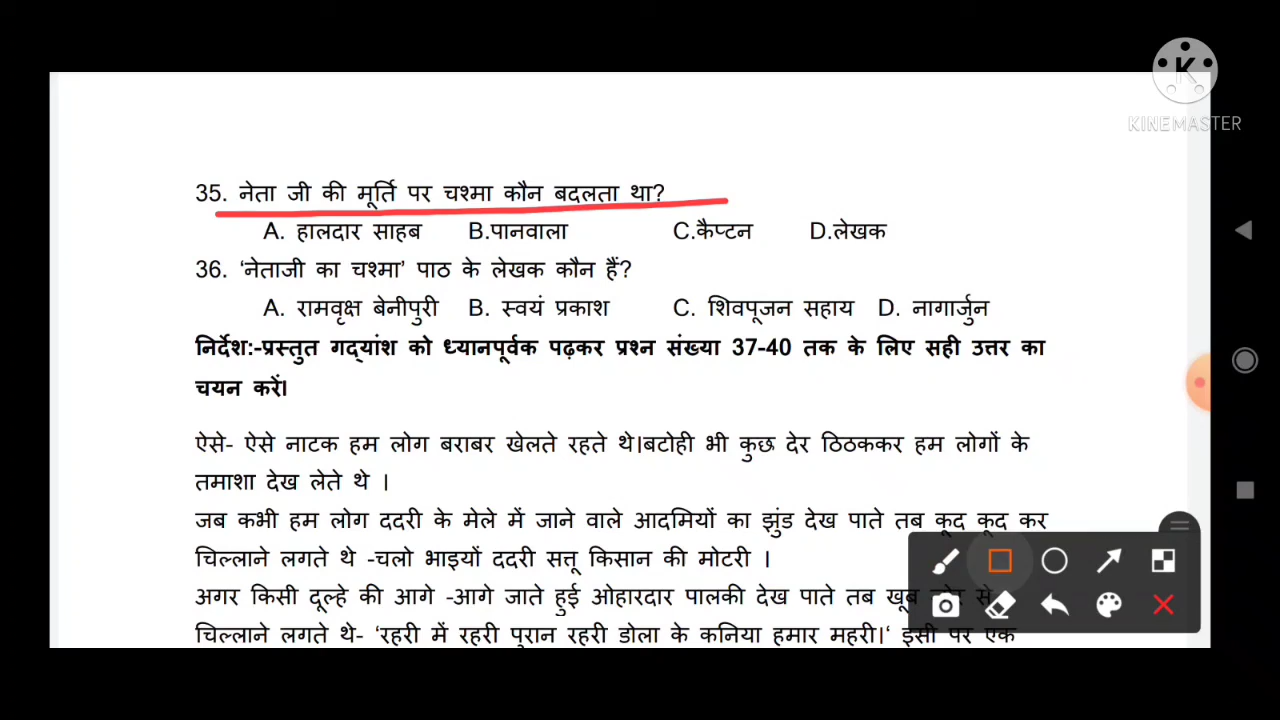 KINEMASTER
35. नेता जी की मूर्ति पर चश्मा कौन बदलता था?
A. हालदार साहब B.पानवाला C.कैप्टन D.लेखक
36. ‘नेताजी का चश्मा’ पाठ के लेखक कौन हैं?
A. रामवृक्ष बेनीपुरी B. स्वयं प्रकाश C. शिवपूजन सहाय D. नागार्जुन
निर्देश:-प्रस्तुत गद्यांश को ध्यानपूर्वक पढ़कर प्रश्न संख्या 37-40 तक के लिए सही उत्तर का
चयन करें।
ऐसे- ऐसे नाटक हम लोग बराबर खेलते रहते थे।बटोही भी कुछ देर ठिठककर हम लोगों के
तमाशा देख लेते थे ।
जब कभी हम लोग ददरी के मेले में जाने वाले आदमियों का झुंड देख पाते तब कूद कूद कर
चिल्लाने लगते थे -चलो भाइयों ददरी सत्तू किसान की मोटरी ।
अगर किसी दूल्हे की आगे -आगे जाते हुई ओहारदार पालकी देख पाते तब खूब से
चिल्लाने लगते थे- ‘रहरी में रहरी पुरान रहरी डोला के कनिया हमार महरी।‘ इसी पर एक